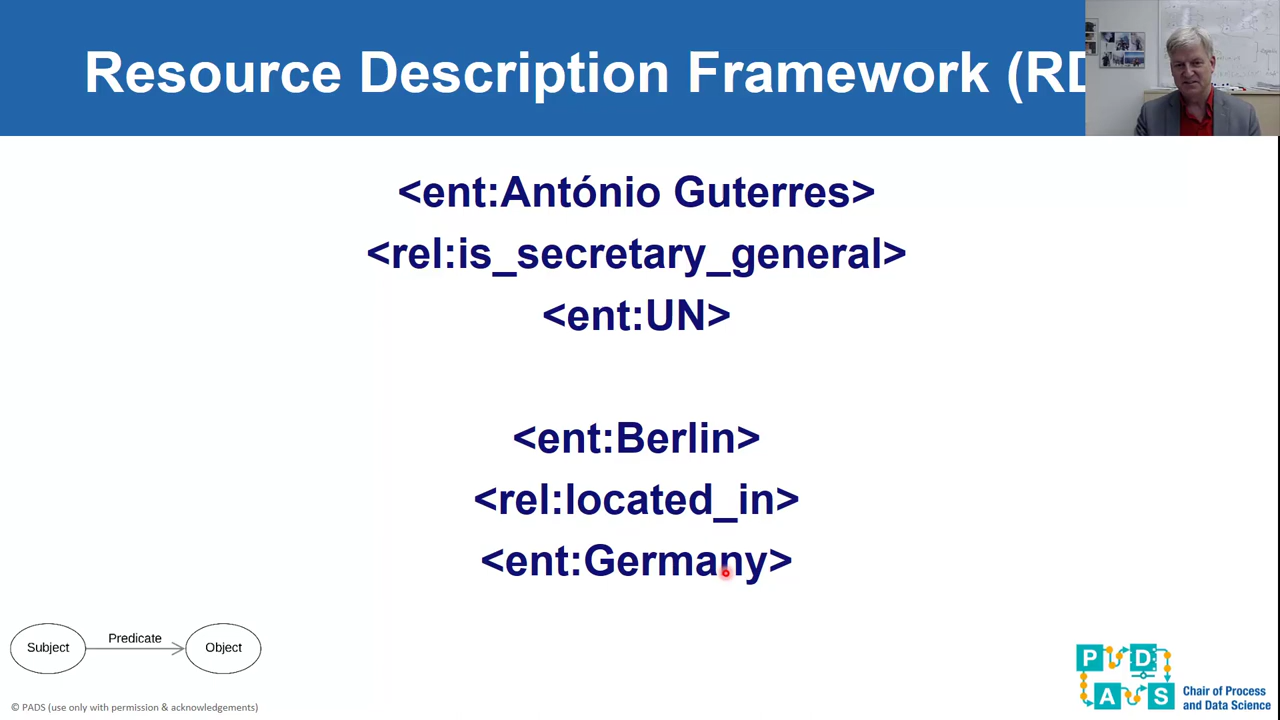 Resource Description Framework (RD
<ent:António Guterres>
<rel:is_secretary_general>
<ent:UN>
<ent:Berlin>
<rel:located_in>
<ent:Germany>
Subject
Predicate
Object
P
D
A
S
Chair of Process
and Data Science
© PADS (use only with permission & acknowledgements)